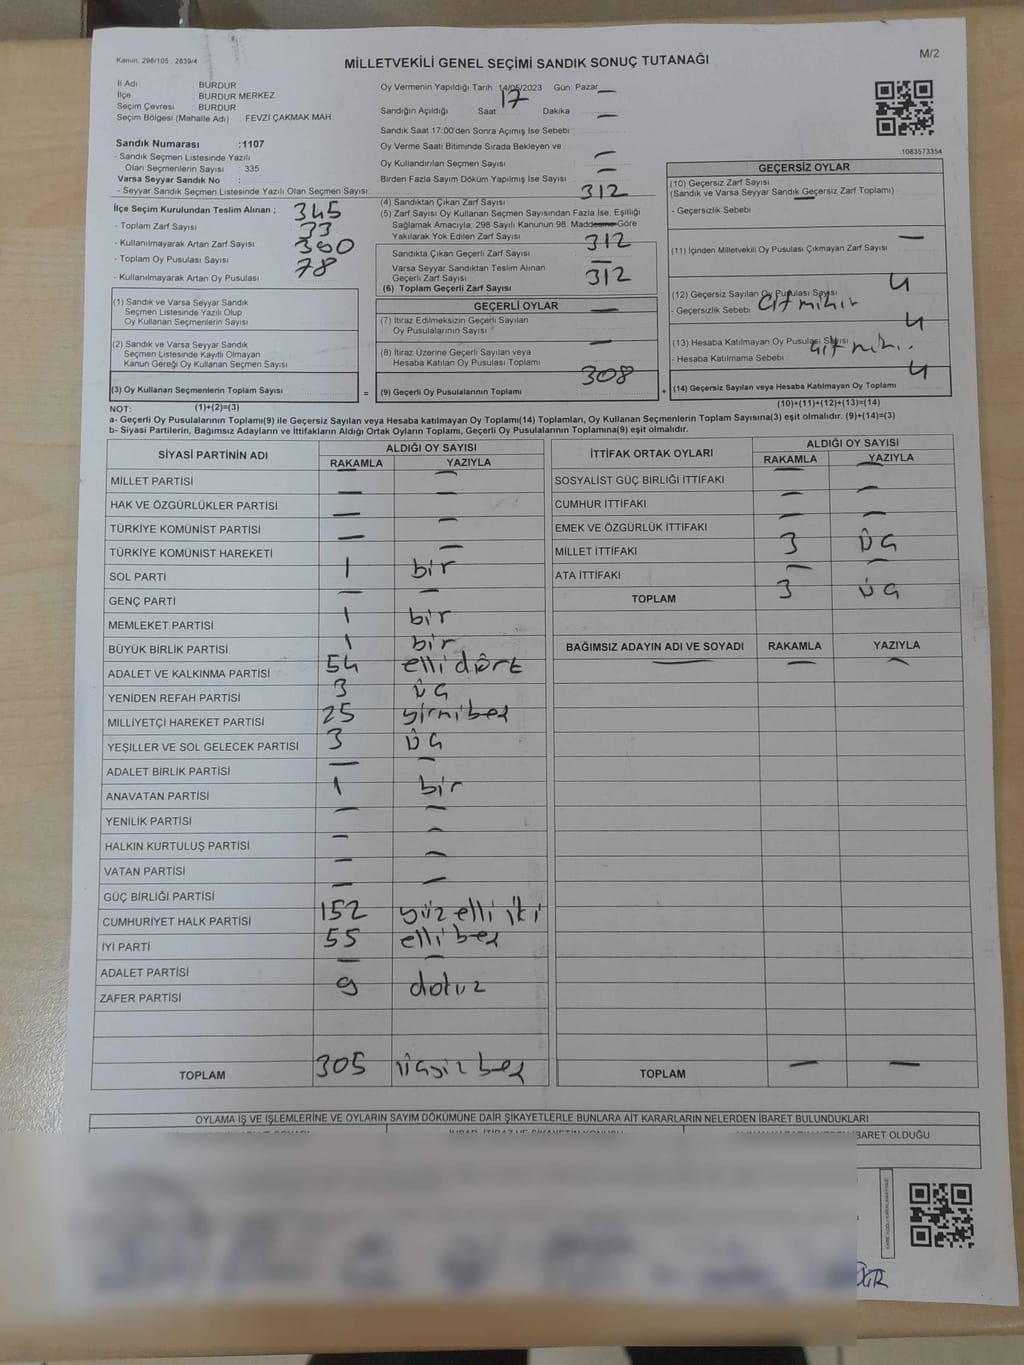 Kanun; 298/105 , 2839/4
MİLLETVEKİLİ GENEL SEÇİMİ SANDIK SONUÇ TUTANAĞI
M/2
İl Adı BURDUR
İlçe BURDUR MERKEZ
Seçim Çevresi BURDUR
Seçim Bölgesi (Mahalle Adı) FEVZİ ÇAKMAK MAH.
Sandık Numarası :1107
- Sandık Seçmen Listesinde Yazılı
Olan Seçmenlerin Sayısı 335
Varsa Seyyar Sandık No :
- Seyyar Sandık Seçmen Listesinde Yazılı Olan Seçmen Sayısı:
Oy Vermenin Yapıldığı Tarih 14/05/2023 Gün: Pazar
Sandığın Açıldığı Saat 17 Dakika —
Sandık Saat 17:00'den Sonra Açımış İse Sebebi —
Oy Verme Saati Bitiminde Sırada Bekleyen ve
Oy Kullandırılan Seçmen Sayısı —
Birden Fazla Sayım Döküm Yapılmış İse Sayısı —
1083573354
İlçe Seçim Kurulundan Teslim Alınan ;
- Toplam Zarf Sayısı 345
- Kullanılmayarak Artan Zarf Sayısı 33
- Toplam Oy Pusulası Sayısı 380
- Kullanılmayarak Artan Oy Pusulası 78
(4) Sandıktan Çıkan Zarf Sayısı 312
(5) Zarf Sayısı Oy Kullanan Seçmen Sayısından Fazla İse, Eşitliği
Sağlamak Amacıyla, 298 Sayılı Kanunun 98. Maddesine Göre
Yakılarak Yok Edilen Zarf Sayısı —
Sandıkta Çıkan Geçerli Zarf Sayısı 312
Varsa Seyyar Sandıktan Teslim Alınan
Geçerli Zarf Sayısı —
(6) Toplam Geçerli Zarf Sayısı 312
GEÇERSİZ OYLAR
(10) Geçersiz Zarf Sayısı
(Sandık ve Varsa Seyyar Sandık Geçersiz Zarf Toplamı) —
- Geçersizlik Sebebi
(11) İçinden Milletvekili Oy Pusulası Çıkmayan Zarf Sayısı —
(12) Geçersiz Sayılan Oy Pusulası Sayısı 4
- Geçersizlik Sebebi
(13) Hesaba Katılmayan Oy Pusulası Sayısı 4
- Hesaba Katılmama Sebebi
(14) Geçersiz Sayılan veya Hesaba Katılmayan Oy Toplamı 4
(10)+(11)+(12)+(13)=(14)
(1) Sandık ve Varsa Seyyar Sandık
Seçmen Listesinde Yazılı Olup
Oy Kullanan Seçmenlerin Sayısı
(2) Sandık ve Varsa Seyyar Sandık
Seçmen Listesinde Kayıtlı Olmayan
Kanun Gereği Oy Kullanan Seçmen Sayısı
(3) Oy Kullanan Seçmenlerin Toplam Sayısı =
(1)+(2)=(3)
GEÇERLİ OYLAR
(7) İtiraz Edilmeksizin Geçerli Sayılan
Oy Pusulalarının Sayısı —
(8) İtiraz Üzerine Geçerli Sayılan veya
Hesaba Katılan Oy Pusulası Toplamı —
(9) Geçerli Oy Pusulalarının Toplamı 308 +
NOT:
a- Geçerli Oy Pusulalarının Toplamı(9) ile Geçersiz Sayılan veya Hesaba katılmayan Oy Toplamı(14) Toplamları, Oy Kullanan Seçmenlerin Toplam Sayısına(3) eşit olmalıdır. (9)+(14)=(3)
b- Siyasi Partilerin, Bağımsız Adayların ve İttifakların Aldığı Ortak Oyların Toplamı, Geçerli Oy Pusulalarının Toplamına(9) eşit olmalıdır.
SİYASİ PARTİNİN ADI ALDIĞI OY SAYISI
RAKAMLA YAZIYLA
MİLLET PARTİSİ — —
HAK VE ÖZGÜRLÜKLER PARTİSİ — —
TÜRKİYE KOMÜNİST PARTİSİ — —
TÜRKİYE KOMÜNİST HAREKETİ — —
SOL PARTİ 1 bir
GENÇ PARTİ — —
MEMLEKET PARTİSİ 1 bir
BÜYÜK BİRLİK PARTİSİ 1 bir
ADALET VE KALKINMA PARTİSİ 54 elli dört
YENİDEN REFAH PARTİSİ 3 üç
MİLLİYETÇİ HAREKET PARTİSİ 25 yirmi beş
YEŞİLLER VE SOL GELECEK PARTİSİ 3 üç
ADALET BİRLİK PARTİSİ — —
ANAVATAN PARTİSİ 1 bir
YENİLİK PARTİSİ — —
HALKIN KURTULUŞ PARTİSİ — —
VATAN PARTİSİ — —
GÜÇ BİRLİĞİ PARTİSİ — —
CUMHURİYET HALK PARTİSİ 152 yüz elli iki
İYİ PARTİ 55 elli beş
ADALET PARTİSİ — —
ZAFER PARTİSİ 9 dokuz
TOPLAM 305 üçyüz beş
İTTİFAK ORTAK OYLARI ALDIĞI OY SAYISI
RAKAMLA YAZIYLA
SOSYALİST GÜÇ BİRLİĞİ İTTİFAKI — —
CUMHUR İTTİFAKI — —
EMEK VE ÖZGÜRLÜK İTTİFAKI — —
MİLLET İTTİFAKI 3 üç
ATA İTTİFAKI — —
TOPLAM 3 üç
BAĞIMSIZ ADAYIN ADI VE SOYADI RAKAMLA YAZIYLA
— — —
TOPLAM — —
OYLAMA İŞ VE İŞLEMLERİNE VE OYLARIN SAYIM DÖKÜMÜNE DAİR ŞİKAYETLERLE BUNLARA AİT KARARLARIN NELERDEN İBARET BULUNDUKLARI
İBARET OLDUĞU